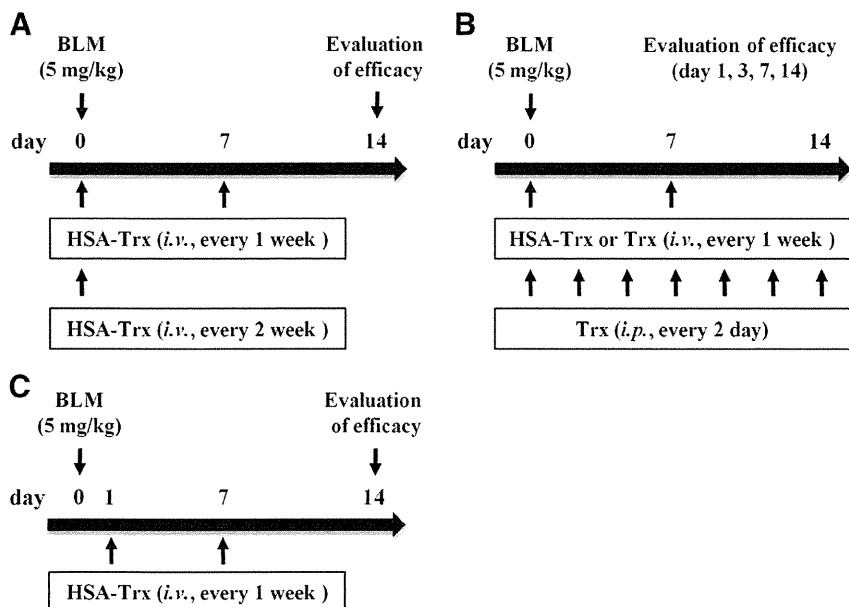 A
BLM
(5 mg/kg)
Evaluation
of efficacy
day 0 7 14
HSA-Trx (i.v., every 1 week )
HSA-Trx (i.v., every 2 week )
B
BLM
(5 mg/kg)
Evaluation of efficacy
(day 1, 3, 7, 14)
day 0 7 14
HSA-Trx or Trx (i.v., every 1 week )
Trx (i.p., every 2 day)
C
BLM
(5 mg/kg)
Evaluation
of efficacy
day 0 1 7 14
HSA-Trx (i.v., every 1 week )